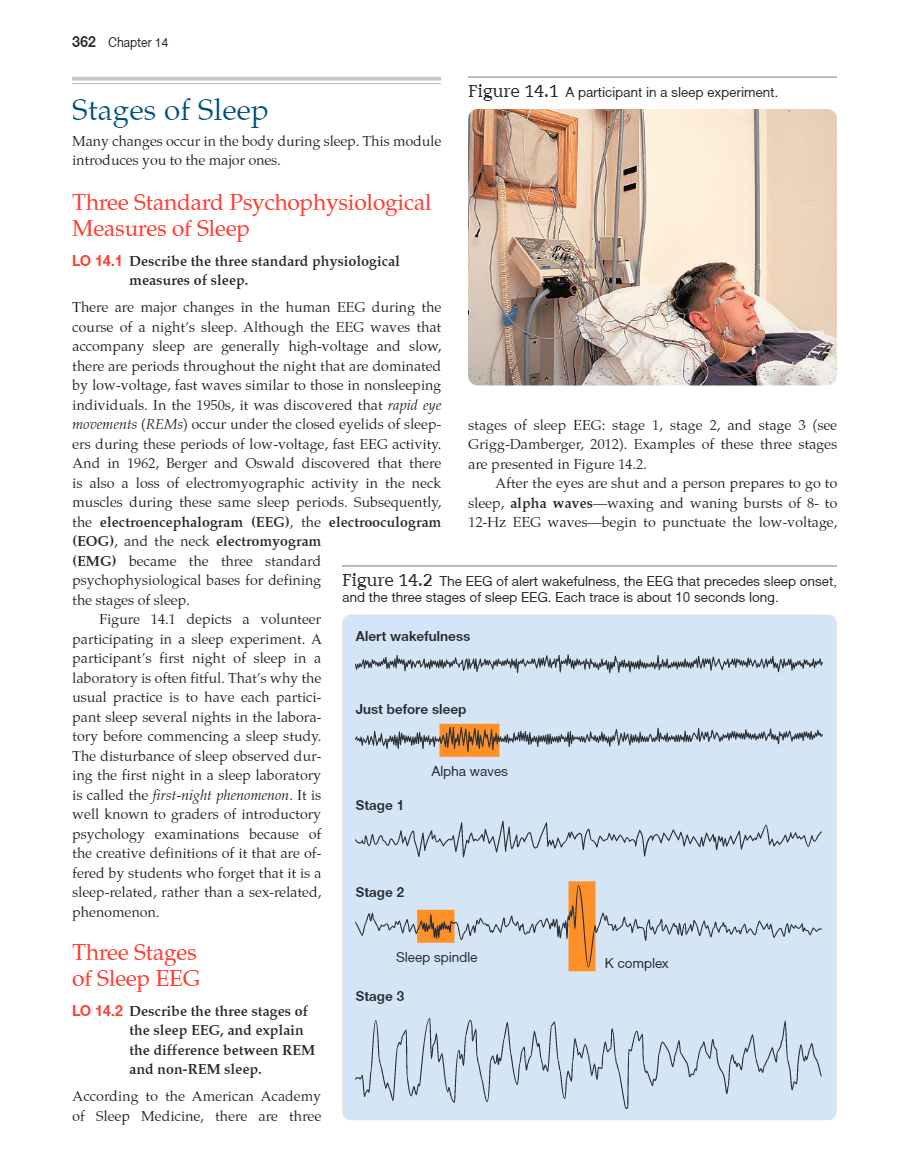 362 Chapter 14
Stages of Sleep
Many changes occur in the body during sleep. This module
introduces you to the major ones.
Three Standard Psychophysiological
Measures of Sleep
LO 14.1 Describe the three standard physiological
measures of sleep.
There are major changes in the human EEG during the
course of a night's sleep. Although the EEG waves that
accompany sleep are generally high-voltage and slow,
there are periods throughout the night that are dominated
by low-voltage, fast waves similar to those in nonsleeping
individuals. In the 1950s, it was discovered that rapid eye
movements (REMs) occur under the closed eyelids of sleep-
ers during these periods of low-voltage, fast EEG activity.
And in 1962, Berger and Oswald discovered that there
is also a loss of electromyographic activity in the neck
muscles during these same sleep periods. Subsequently,
the electroencephalogram (EEG), the electrooculogram
(EOG), and the neck electromyogram
(EMG) became the three standard
psychophysiological bases for defining
the stages of sleep.
Figure 14.1 depicts a volunteer
participating in a sleep experiment. A
participant's first night of sleep in a
laboratory is often fitful. That's why the
usual practice is to have each partici-
pant sleep several nights in the labora-
tory before commencing a sleep study.
The disturbance of sleep observed dur-
ing the first night in a sleep laboratory
is called the first-night phenomenon. It is
well known to graders of introductory
psychology examinations because of
the creative definitions of it that are of-
fered by students who forget that it is a
sleep-related, rather than a sex-related,
phenomenon.
Three Stages
of Sleep EEG
LO 14.2 Describe the three stages of
the sleep EEG, and explain
the difference between REM
and non-REM sleep.
According to the American Academy
of Sleep Medicine, there are three
Figure 14.1 A participant in a sleep experiment.
stages of sleep EEG: stage 1, stage 2, and stage 3 (see
Grigg-Damberger, 2012). Examples of these three stages
are presented in Figure 14.2.
After the eyes are shut and a person prepares to go to
sleep, alpha waves—waxing and waning bursts of 8- to
12-Hz EEG waves—begin to punctuate the low-voltage,
Figure 14.2 The EEG of alert wakefulness, the EEG that precedes sleep onset,
and the three stages of sleep EEG. Each trace is about 10 seconds long.
Alert wakefulness
Just before sleep
Alpha waves
Stage 1
Stage 2
Sleep spindle
K complex
Stage 3